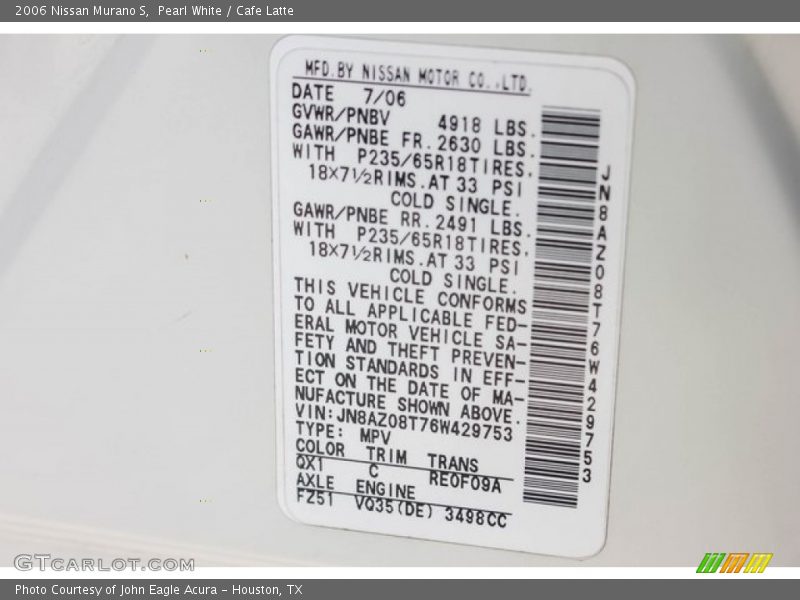 2006 Nissan Murano S,  Pearl White / Cafe Latte
MFD.BY NISSAN MOTOR CO.,LTD.
DATE 7/06
GVWR/PNBV 4918 LBS.
GAWR/PNBE FR. 2630 LBS.
WITH P235/65R18TIRES,
18X7½RIMS.AT 33 PSI
COLD SINGLE.
GAWR/PNBE RR. 2491 LBS.
WITH P235/65R18TIRES,
18X7½RIMS.AT 33 PSI
COLD SINGLE.
THIS VEHICLE CONFORMS
TO ALL APPLICABLE FED-
ERAL MOTOR VEHICLE SA-
FETY AND THEFT PREVEN-
TION STANDARDS IN EFF-
ECT ON THE DATE OF MA-
NUFACTURE SHOWN ABOVE.
VIN:JN8AZ08T76W429753
TYPE: MPV
COLOR TRIM TRANS
QX1 C RE0F09A
AXLE ENGINE
FZ51 VQ35(DE) 3498CC
JN8AZ08T76W429753
GTCARLOT.COM
Photo Courtesy of John Eagle Acura - Houston, TX